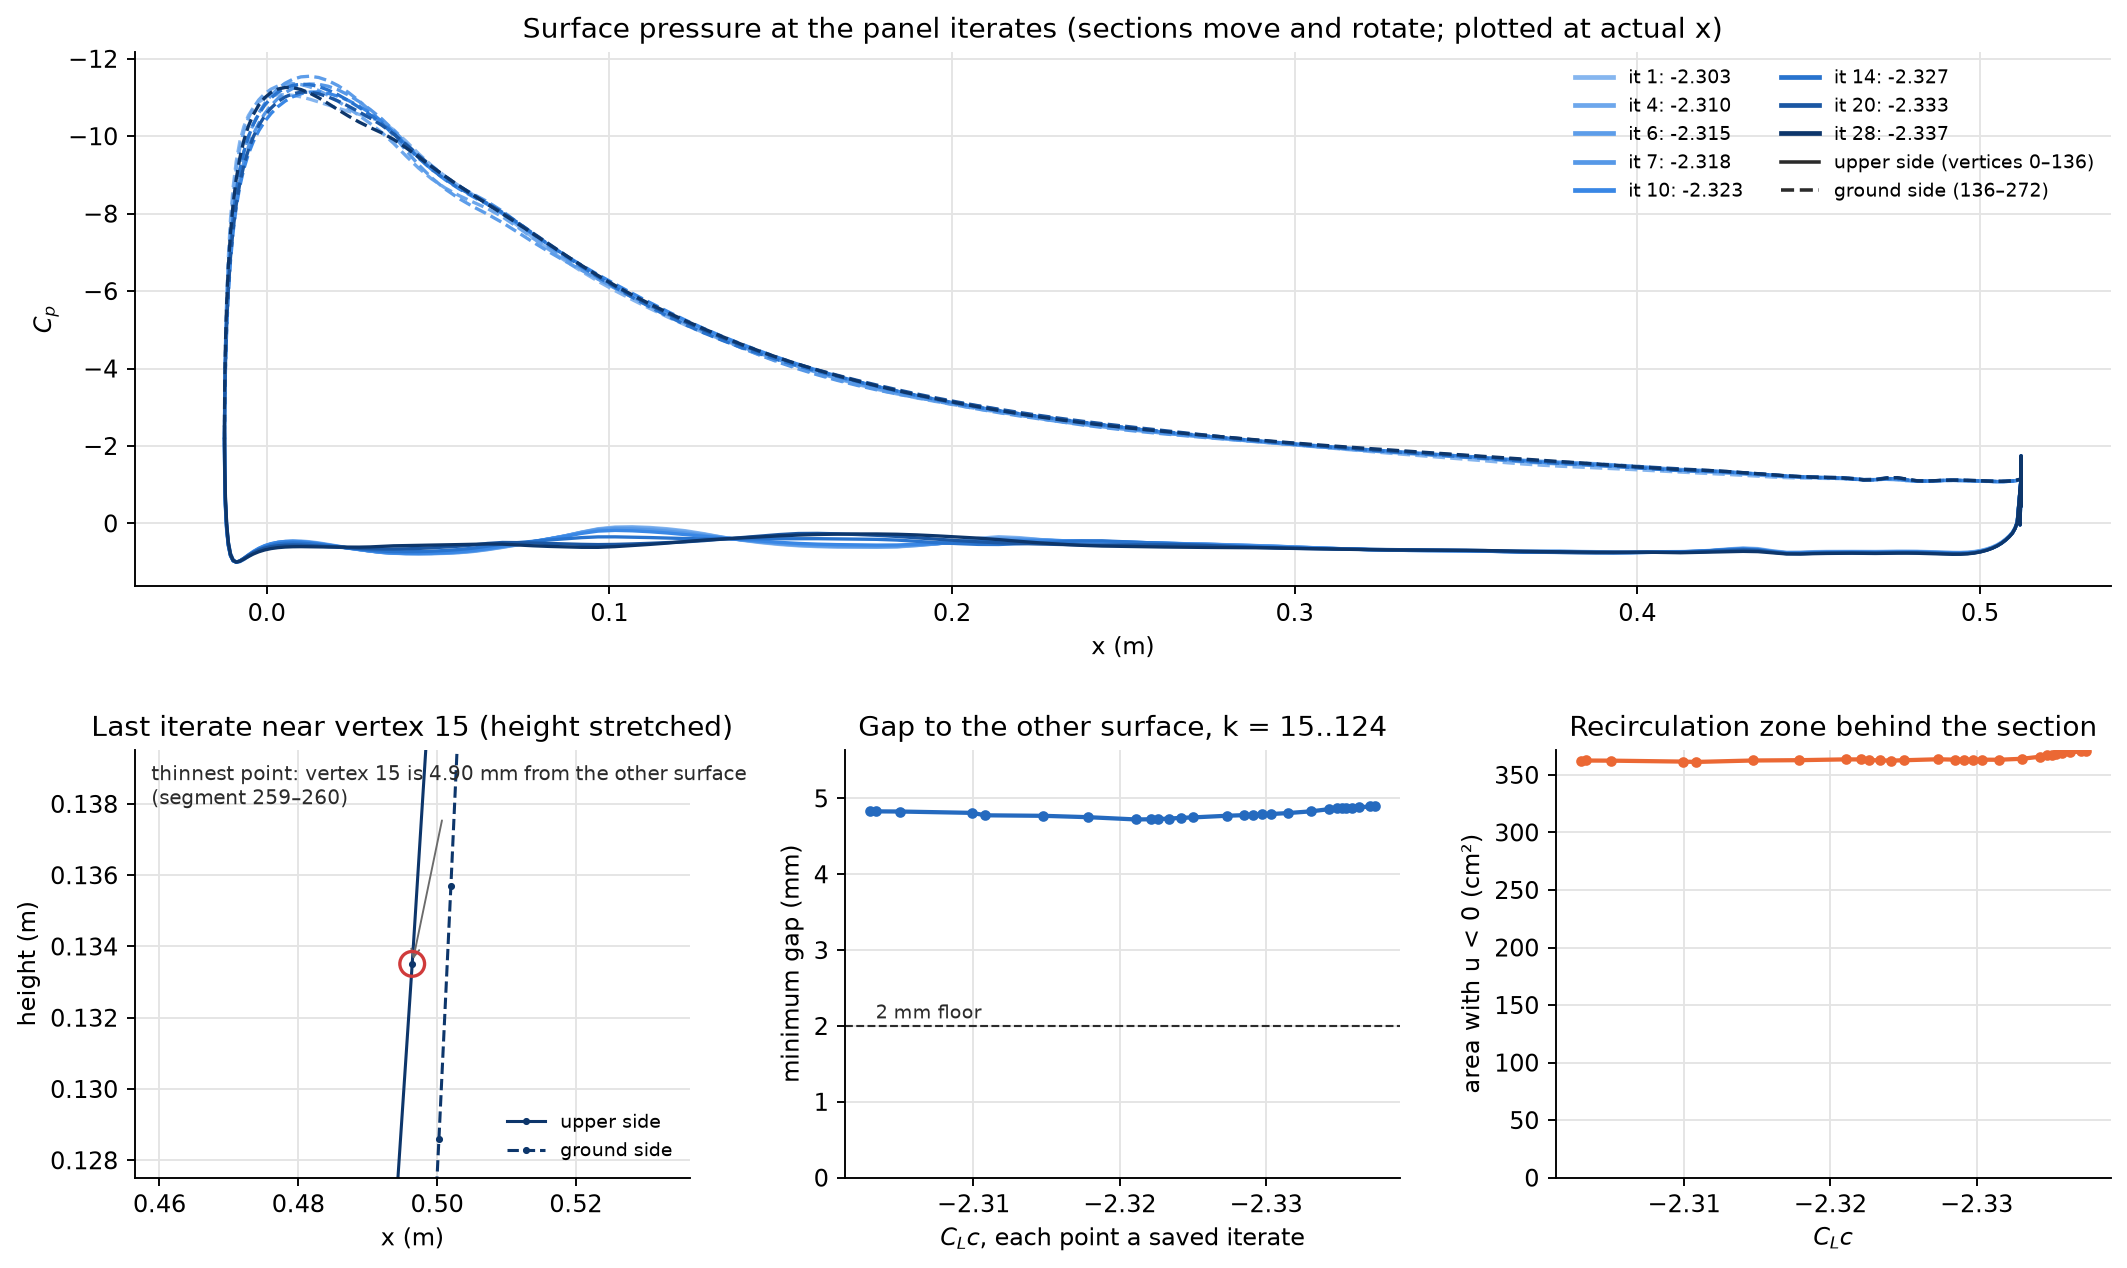 Surface pressure at the panel iterates (sections move and rotate; plotted at actual x)
−12
−10
−8
−6
−4
−2
0
C_p
it 1: -2.303
it 4: -2.310
it 6: -2.315
it 7: -2.318
it 10: -2.323
it 14: -2.327
it 20: -2.333
it 28: -2.337
upper side (vertices 0–136)
ground side (136–272)
0.0 0.1 0.2 0.3 0.4 0.5
x (m)
Last iterate near vertex 15 (height stretched)
thinnest point: vertex 15 is 4.90 mm from the other surface
(segment 259–260)
0.138
0.136
0.134
0.132
0.130
0.128
height (m)
upper side
ground side
0.46 0.48 0.50 0.52
x (m)
Gap to the other surface, k = 15..124
5
4
3
2
1
0
minimum gap (mm)
2 mm floor
−2.31 −2.32 −2.33
C_Lc, each point a saved iterate
Recirculation zone behind the section
350
300
250
200
150
100
50
0
area with u < 0 (cm²)
−2.31 −2.32 −2.33
C_Lc